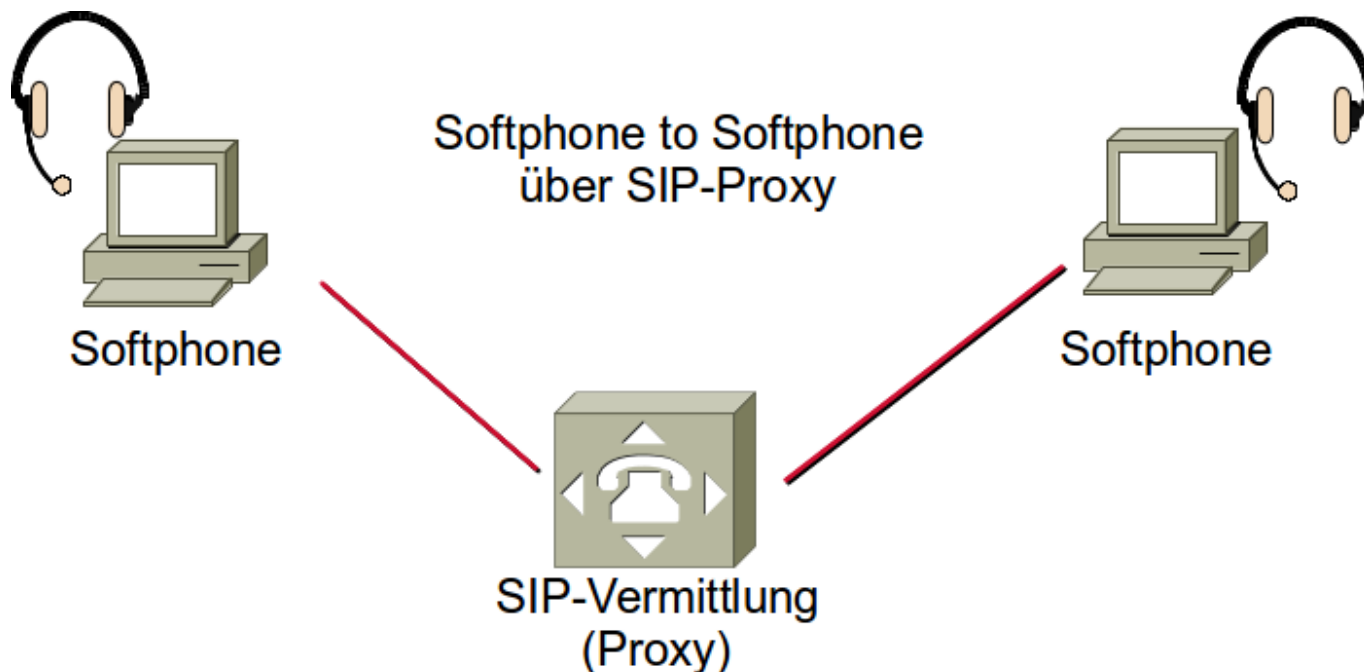 Softphone to Softphone
über SIP-Proxy
Softphone
Softphone
SIP-Vermittlung
(Proxy)